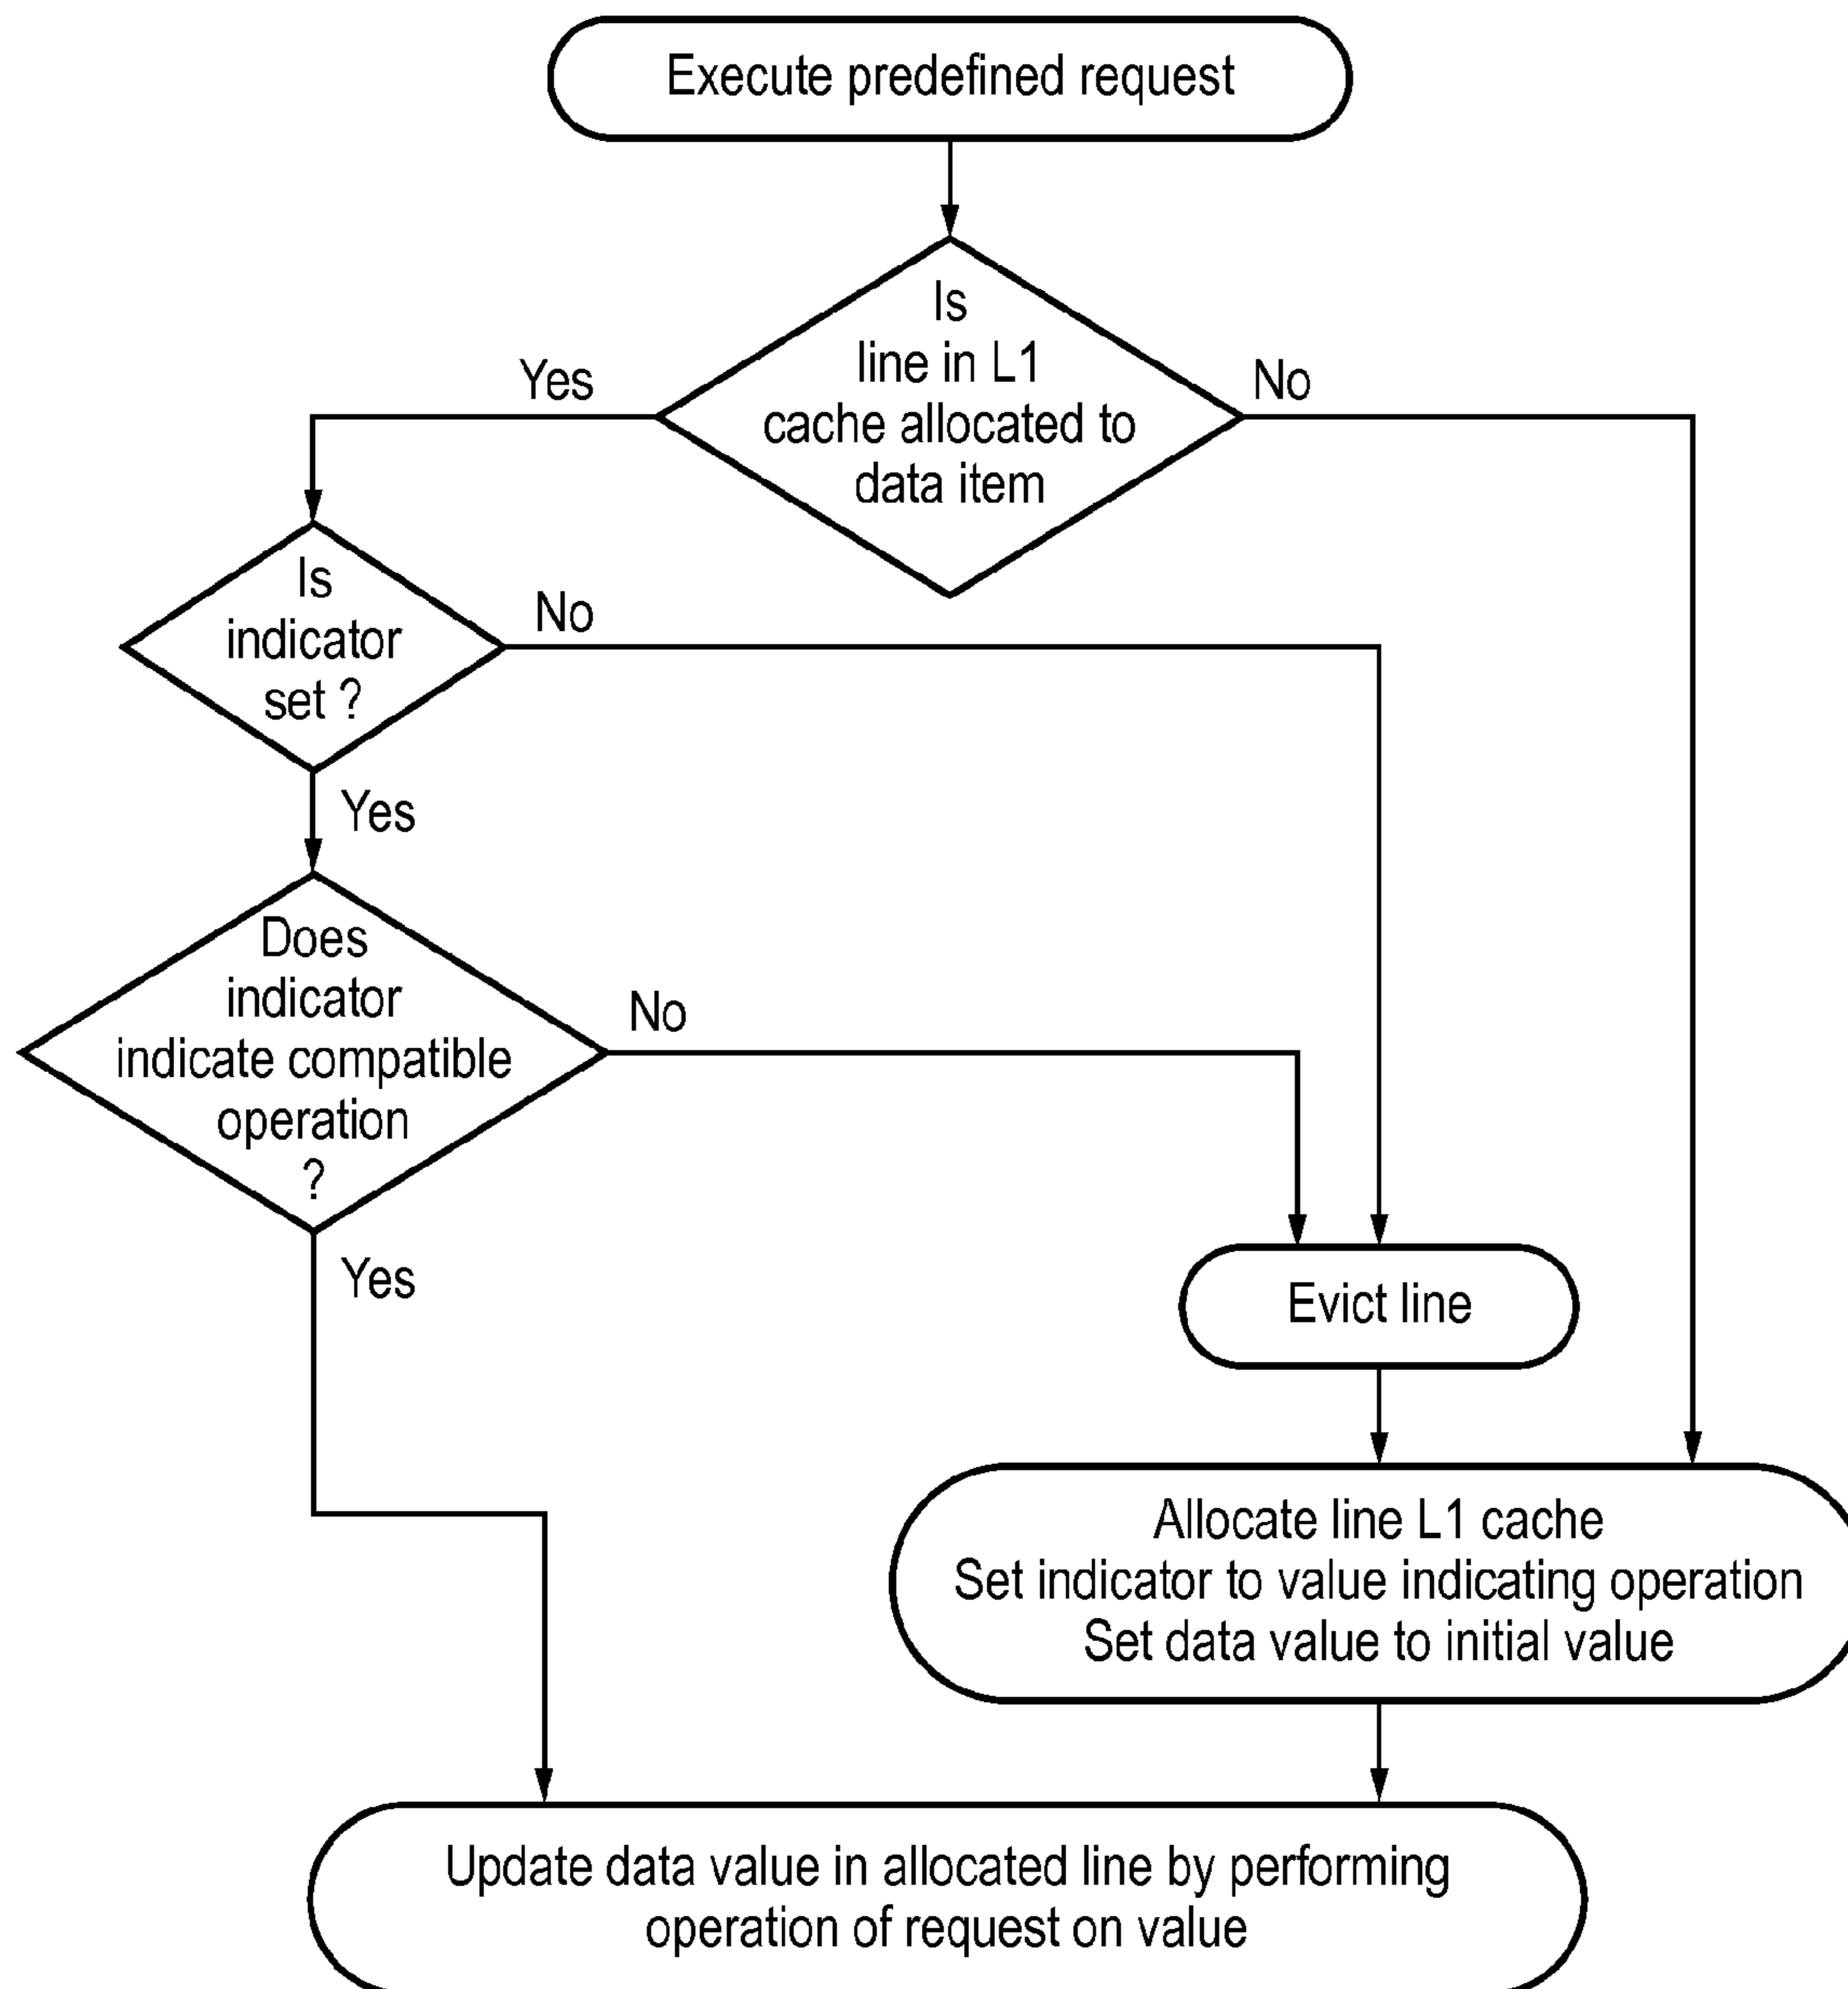 Execute predefined request
Is
line in L1
cache allocated to
data item
Yes
No
Is
indicator
set ?
No
Yes
Does
indicator
indicate compatible
operation
?
No
Yes
Evict line
Allocate line L1 cache
Set indicator to value indicating operation
Set data value to initial value
Update data value in allocated line by performing
operation of request on value